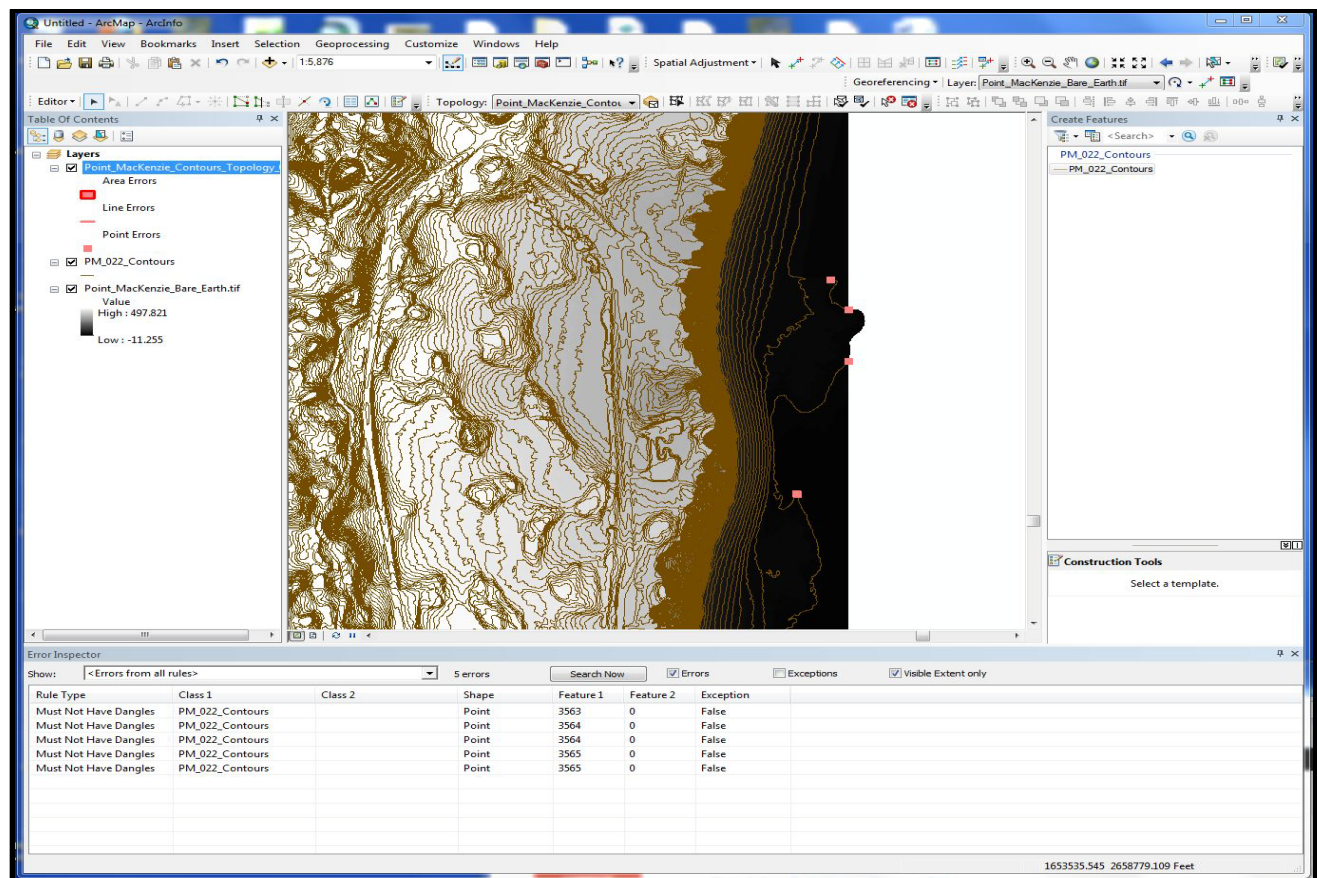 Untitled - ArcMap - ArcInfo
File Edit View Bookmarks Insert Selection Geoprocessing Customize Windows Help
1:5,876 Spatial Adjustment
Georeferencing Layer: Point_MacKenzie_Bare_Earth.tif
Editor Topology: Point_MacKenzie_Contou
Table Of Contents
Layers
Point_MacKenzie_Contours_Topology_
Area Errors
Line Errors
Point Errors
PM_022_Contours
Point_MacKenzie_Bare_Earth.tif
Value
High : 497.821
Low : -11.255
Create Features
<Search>
PM_022_Contours
PM_022_Contours
Construction Tools
Select a template.
Error Inspector
Show: <Errors from all rules> 5 errors Search Now Errors Exceptions Visible Extent only
Rule Type Class 1 Class 2 Shape Feature 1 Feature 2 Exception
Must Not Have Dangles PM_022_Contours Point 3563 0 False
Must Not Have Dangles PM_022_Contours Point 3564 0 False
Must Not Have Dangles PM_022_Contours Point 3564 0 False
Must Not Have Dangles PM_022_Contours Point 3565 0 False
Must Not Have Dangles PM_022_Contours Point 3565 0 False
1653535.545 2658779.109 Feet